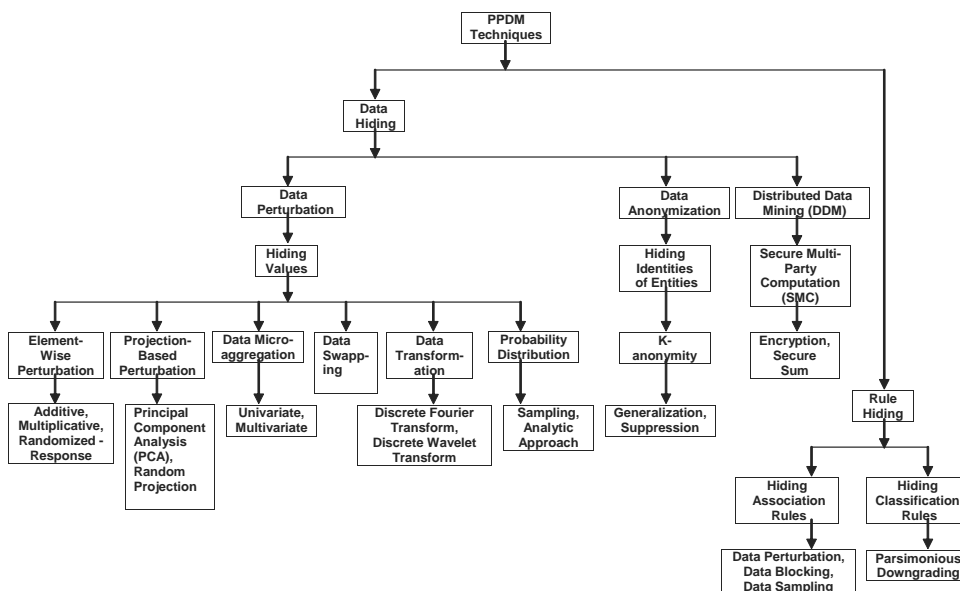 PPDM
Techniques
Data
Hiding
Data
Perturbation
Data
Anonymization
Distributed Data
Mining (DDM)
Hiding
Values
Hiding
Identities
of Entities
Secure Multi-
Party
Computation
(SMC)
Element-
Wise
Perturbation
Projection-
Based
Perturbation
Data Micro-
aggregation
Data
Swapp-
ing
Data
Transform-
ation
Probability
Distribution
K-
anonymity
Encryption,
Secure
Sum
Additive,
Multiplicative,
Randomized -
Response
Principal
Component
Analysis
(PCA),
Random
Projection
Univariate,
Multivariate
Discrete Fourier
Transform,
Discrete Wavelet
Transform
Sampling,
Analytic
Approach
Generalization,
Suppression
Rule
Hiding
Hiding
Association
Rules
Hiding
Classification
Rules
Data Perturbation,
Data Blocking,
Data Sampling
Parsimonious
Downgrading